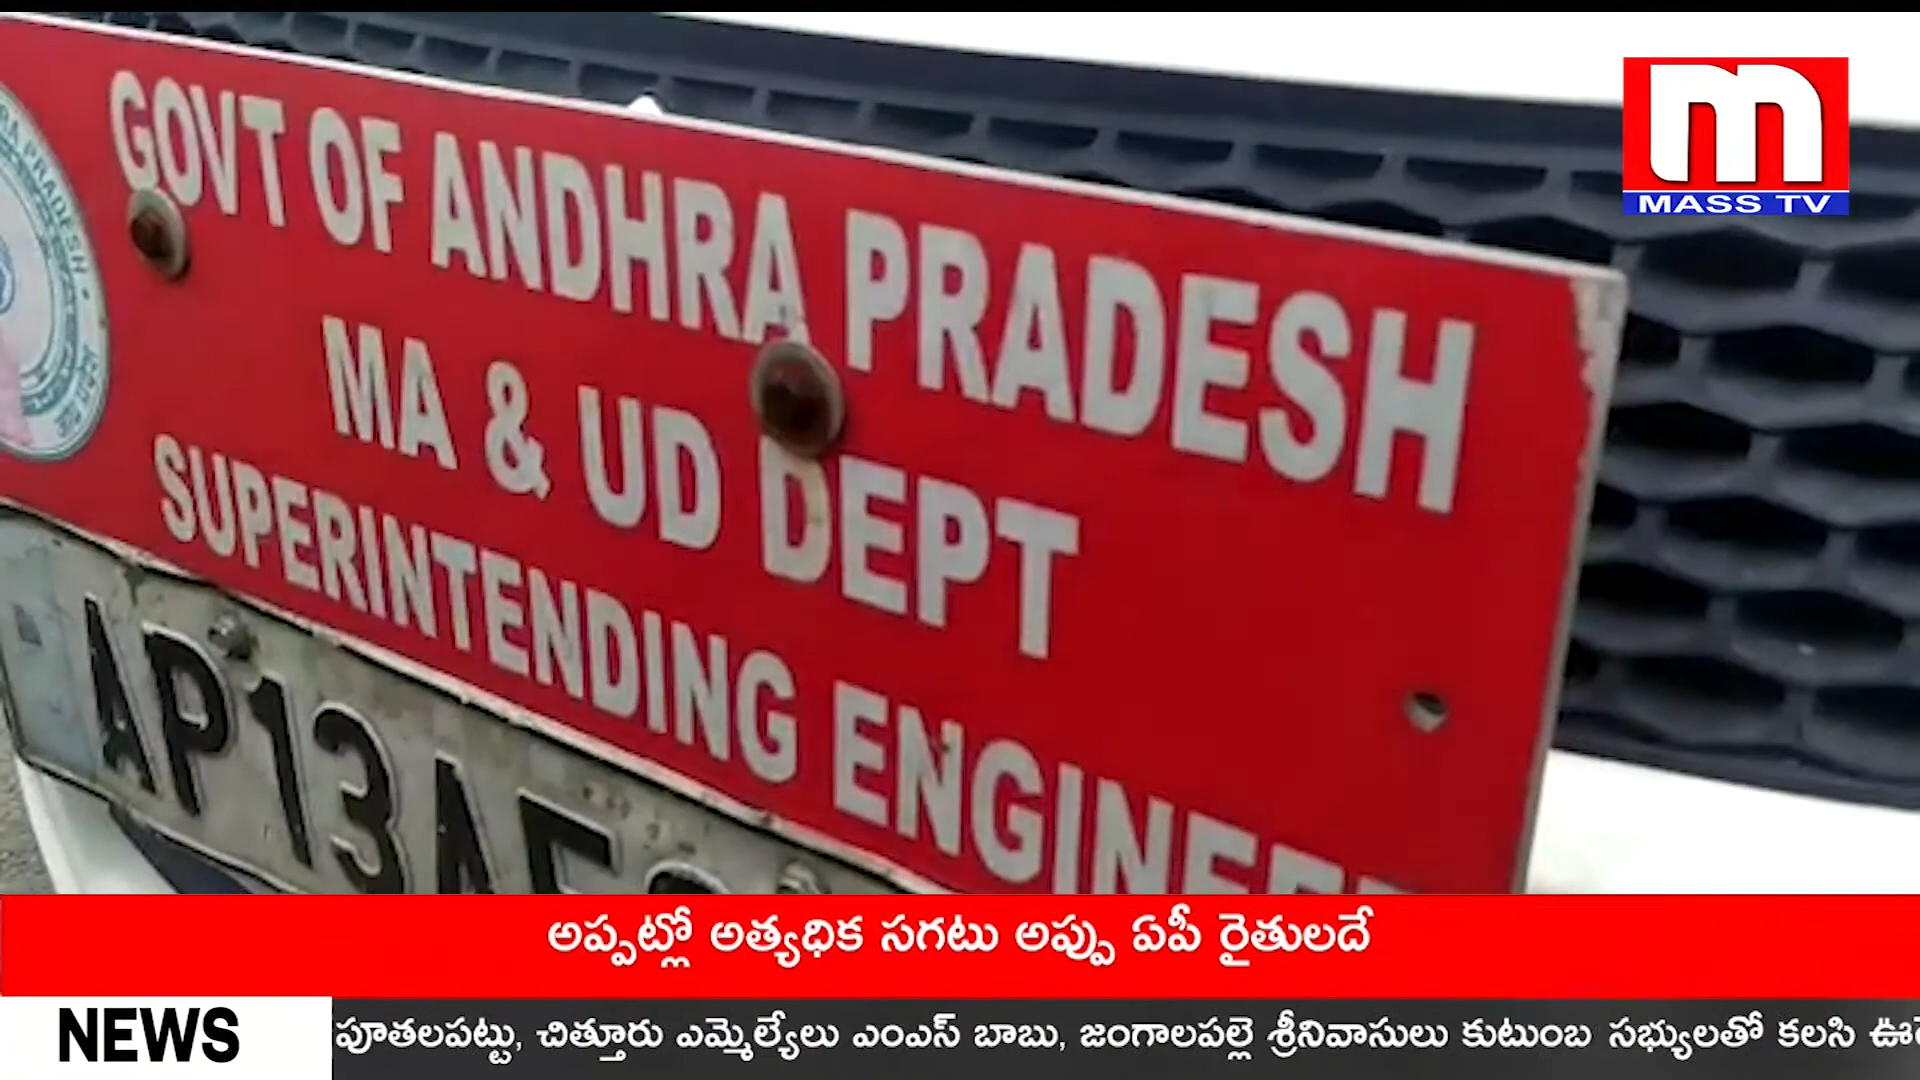 GOVT OF ANDHRA PRADESH
MA & UD DEPT
SUPERINTENDING
AP13
m
MASS TV
అప్పట్లో అత్యధిక సగటు అప్పు ఏపీ రైతులదే
NEWS
పూతలపట్టు, చిత్తూరు ఎమ్మెల్యేలు ఎంఎస్ బాబు, జంగాలపల్లె శ్రీనివాసులు కుటుంబ సభ్యులతో కలసి